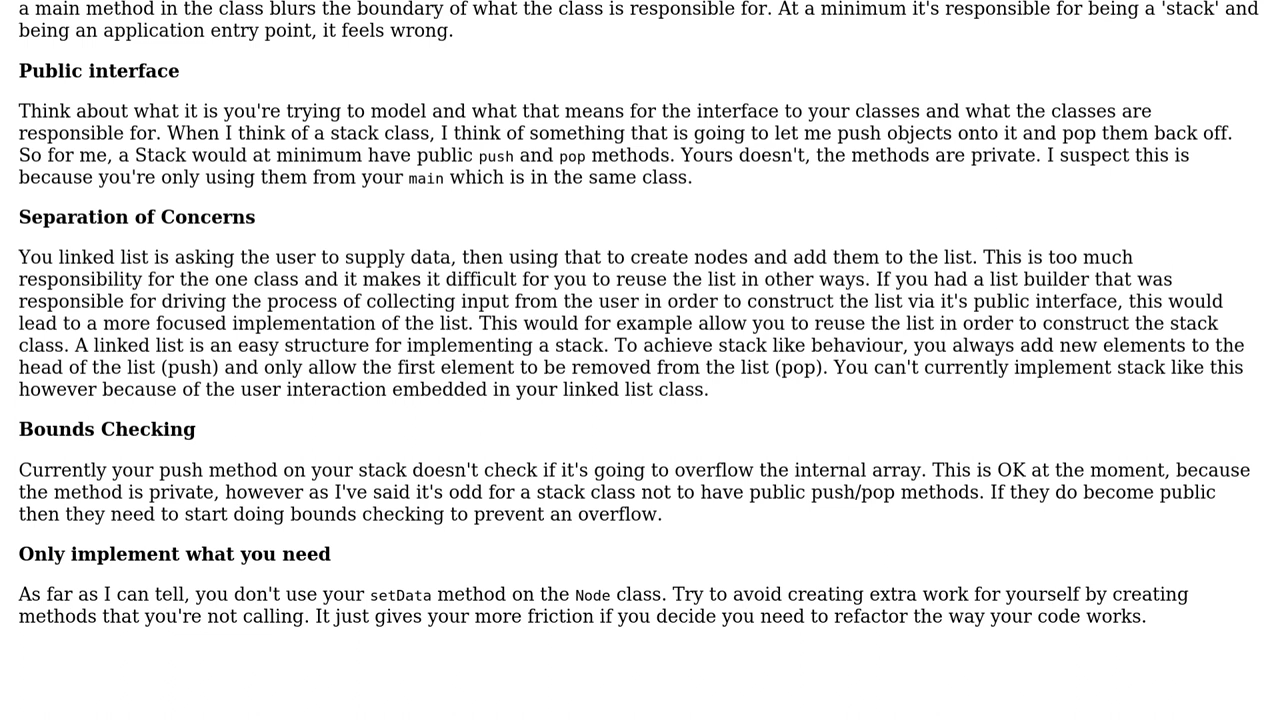 a main method in the class blurs the boundary of what the class is responsible for. At a minimum it's responsible for being a 'stack' and
being an application entry point, it feels wrong.
Public interface
Think about what it is you're trying to model and what that means for the interface to your classes and what the classes are
responsible for. When I think of a stack class, I think of something that is going to let me push objects onto it and pop them back off.
So for me, a Stack would at minimum have public push and pop methods. Yours doesn't, the methods are private. I suspect this is
because you're only using them from your main which is in the same class.
Separation of Concerns
You linked list is asking the user to supply data, then using that to create nodes and add them to the list. This is too much
responsibility for the one class and it makes it difficult for you to reuse the list in other ways. If you had a list builder that was
responsible for driving the process of collecting input from the user in order to construct the list via it's public interface, this would
lead to a more focused implementation of the list. This would for example allow you to reuse the list in order to construct the stack
class. A linked list is an easy structure for implementing a stack. To achieve stack like behaviour, you always add new elements to the
head of the list (push) and only allow the first element to be removed from the list (pop). You can't currently implement stack like this
however because of the user interaction embedded in your linked list class.
Bounds Checking
Currently your push method on your stack doesn't check if it's going to overflow the internal array. This is OK at the moment, because
the method is private, however as I've said it's odd for a stack class not to have public push/pop methods. If they do become public
then they need to start doing bounds checking to prevent an overflow.
Only implement what you need
As far as I can tell, you don't use your setData method on the Node class. Try to avoid creating extra work for yourself by creating
methods that you're not calling. It just gives your more friction if you decide you need to refactor the way your code works.